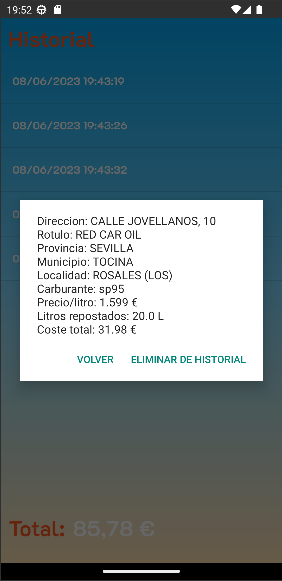 19:52
Historial
08/06/2023 19:43:19
08/06/2023 19:43:26
08/06/2023 19:43:32
Direccion: CALLE JOVELLANOS, 10
Rotulo: RED CAR OIL
Provincia: SEVILLA
Municipio: TOCINA
Localidad: ROSALES (LOS)
Carburante: sp95
Precio/litro: 1.599 €
Litros repostados: 20.0 L
Coste total: 31.98 €
VOLVER ELIMINAR DE HISTORIAL
Total: 85,78 €